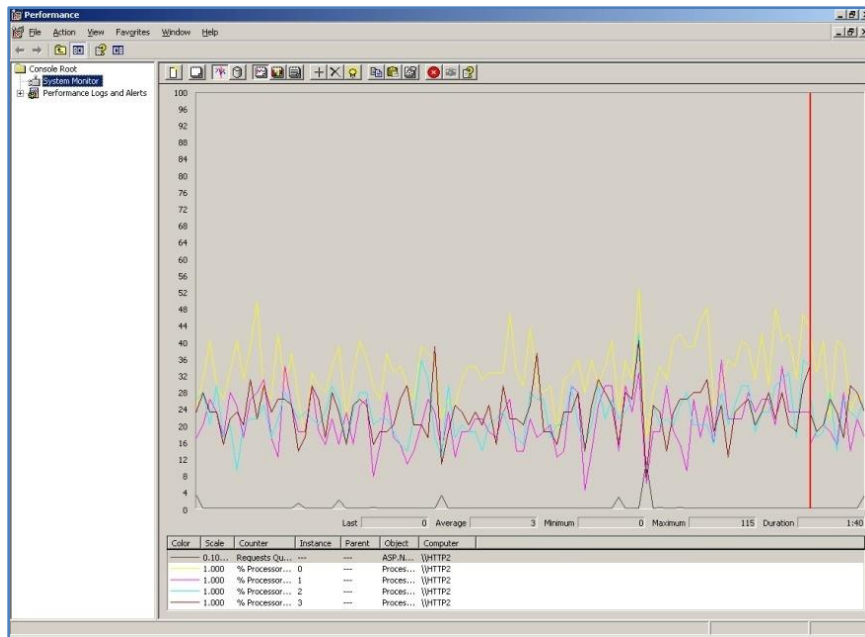 Performance
File Action View Favorites Window Help
Console Root
System Monitor
Performance Logs and Alerts
100
96
92
88
84
80
76
72
68
64
60
56
52
48
44
40
36
32
28
24
20
16
12
8
4
0
Last 0 Average 3 Minimum 0 Maximum 115 Duration 1:40
Color Scale Counter Instance Parent Object Computer
0.10... Requests Qu... --- --- ASP.N... \\HTTP2
1.000 % Processor... 0 --- Proces... \\HTTP2
1.000 % Processor... 1 --- Proces... \\HTTP2
1.000 % Processor... 2 --- Proces... \\HTTP2
1.000 % Processor... 3 --- Proces... \\HTTP2